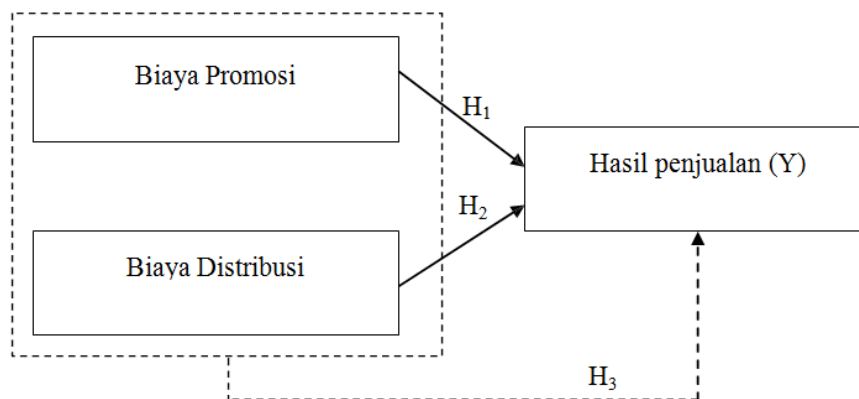 Biaya Promosi
H₁
Hasil penjualan (Y)
H₂
Biaya Distribusi
H₃